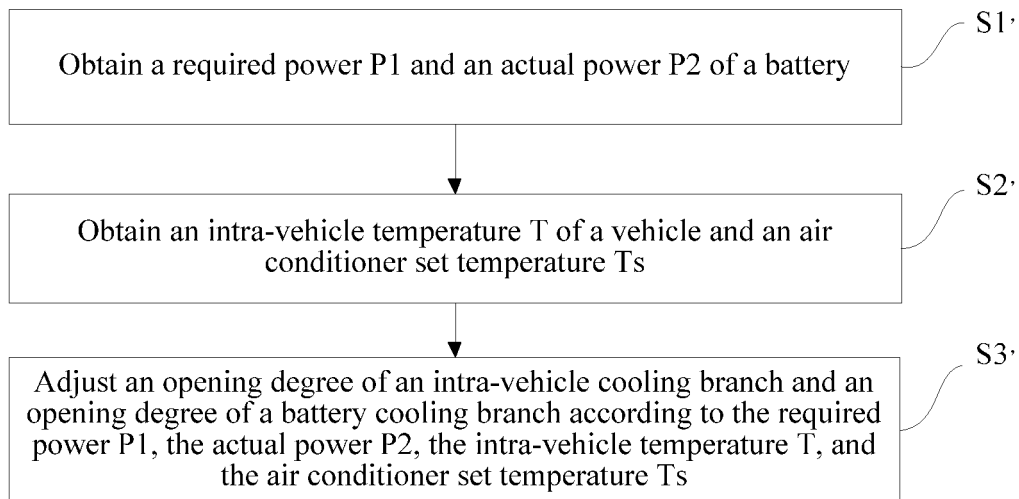 S1'
Obtain a required power P1 and an actual power P2 of a battery
S2'
Obtain an intra-vehicle temperature T of a vehicle and an air
conditioner set temperature Ts
S3'
Adjust an opening degree of an intra-vehicle cooling branch and an
opening degree of a battery cooling branch according to the required
power P1, the actual power P2, the intra-vehicle temperature T, and
the air conditioner set temperature Ts